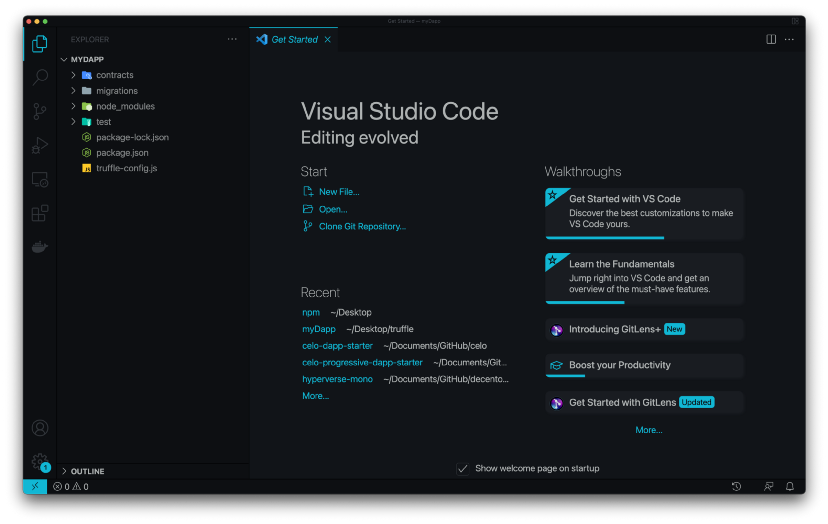 Get Started — myDapp
EXPLORER
Get Started
MYDAPP
contracts
migrations
node_modules
test
package-lock.json
package.json
truffle-config.js
OUTLINE
Visual Studio Code
Editing evolved
Start
New File...
Open...
Clone Git Repository...
Recent
npm ~/Desktop
myDapp ~/Desktop/truffle
celo-dapp-starter ~/Documents/GitHub/celo
celo-progressive-dapp-starter ~/Documents/Git...
hyperverse-mono ~/Documents/GitHub/decento...
More...
Walkthroughs
Get Started with VS Code
Discover the best customizations to make
VS Code yours.
Learn the Fundamentals
Jump right into VS Code and get an
overview of the must-have features.
Introducing GitLens+ New
Boost your Productivity
Get Started with GitLens Updated
More...
Show welcome page on startup
1
0 0